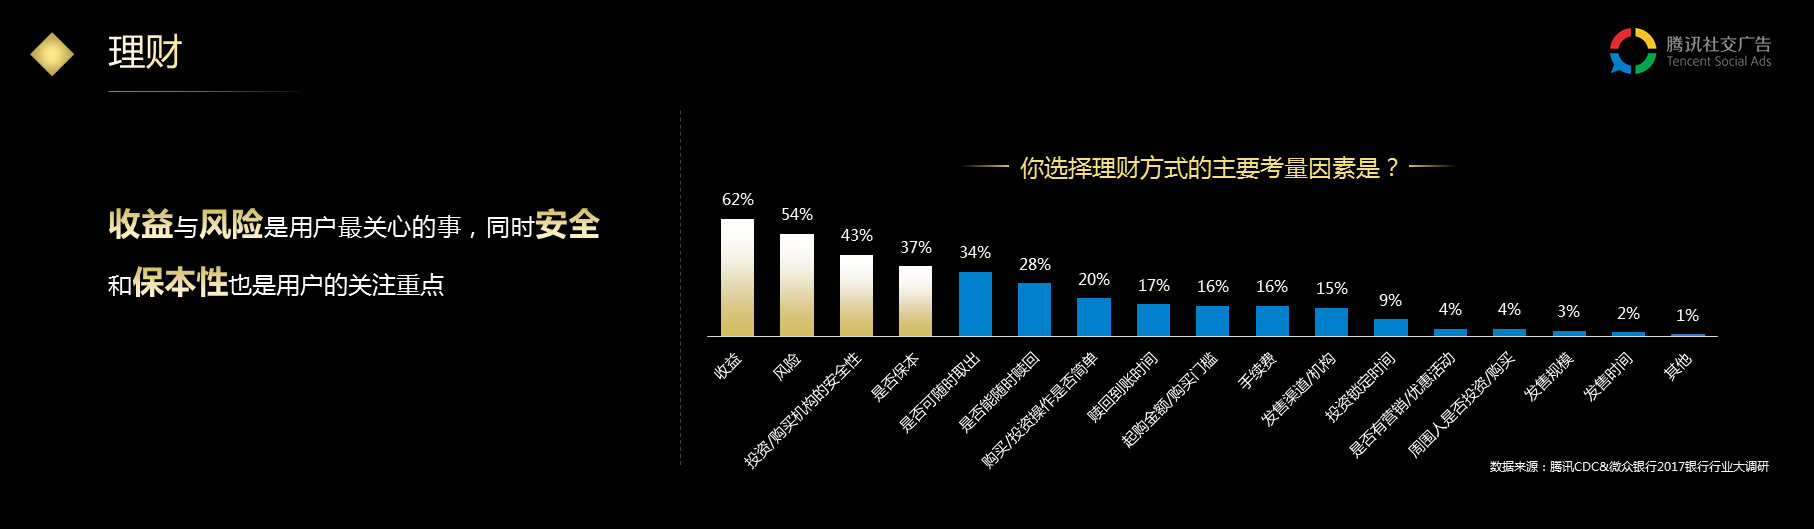 理财
腾讯社交广告
Tencent Social Ads
收益与风险是用户最关心的事，同时安全
和保本性也是用户的关注重点
你选择理财方式的主要考量因素是？
62%
54%
43%
37%
34%
28%
20%
17%
16%
16%
15%
9%
4%
4%
3%
2%
1%
收益
风险
投资/购买机构的安全性
是否保本
是否可随时取出
是否能随时赎回
购买/投资操作是否简单
赎回到账时间
起购金额/购买门槛
手续费
发售渠道/机构
投资锁定时间
是否有营销/优惠活动
周围人是否投资/购买
发售规模
发售时间
其他
数据来源：腾讯CDC&微众银行2017银行行业大调研